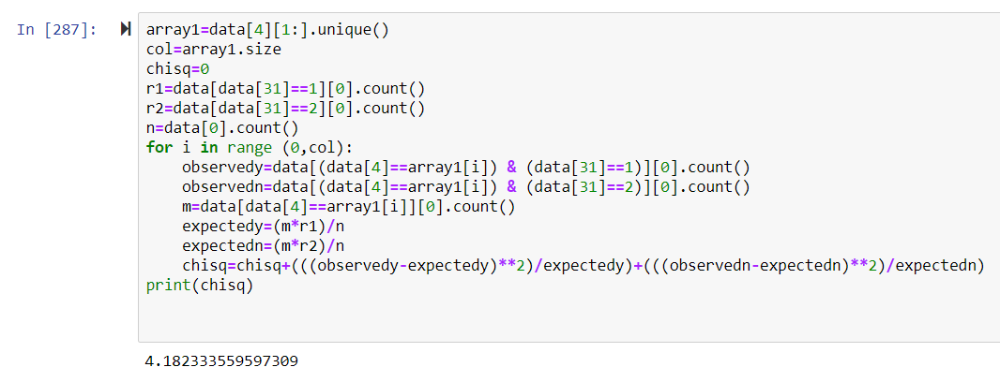 In [287]:
array1=data[4][1:].unique()
col=array1.size
chisq=0
r1=data[data[31]==1][0].count()
r2=data[data[31]==2][0].count()
n=data[0].count()
for i in range (0,col):
    observedy=data[(data[4]==array1[i]) & (data[31]==1)][0].count()
    observedn=data[(data[4]==array1[i]) & (data[31]==2)][0].count()
    m=data[data[4]==array1[i]][0].count()
    expectedy=(m*r1)/n
    expectedn=(m*r2)/n
    chisq=chisq+(((observedy-expectedy)**2)/expectedy)+(((observedn-expectedn)**2)/expectedn)
print(chisq)
4.182333559597309